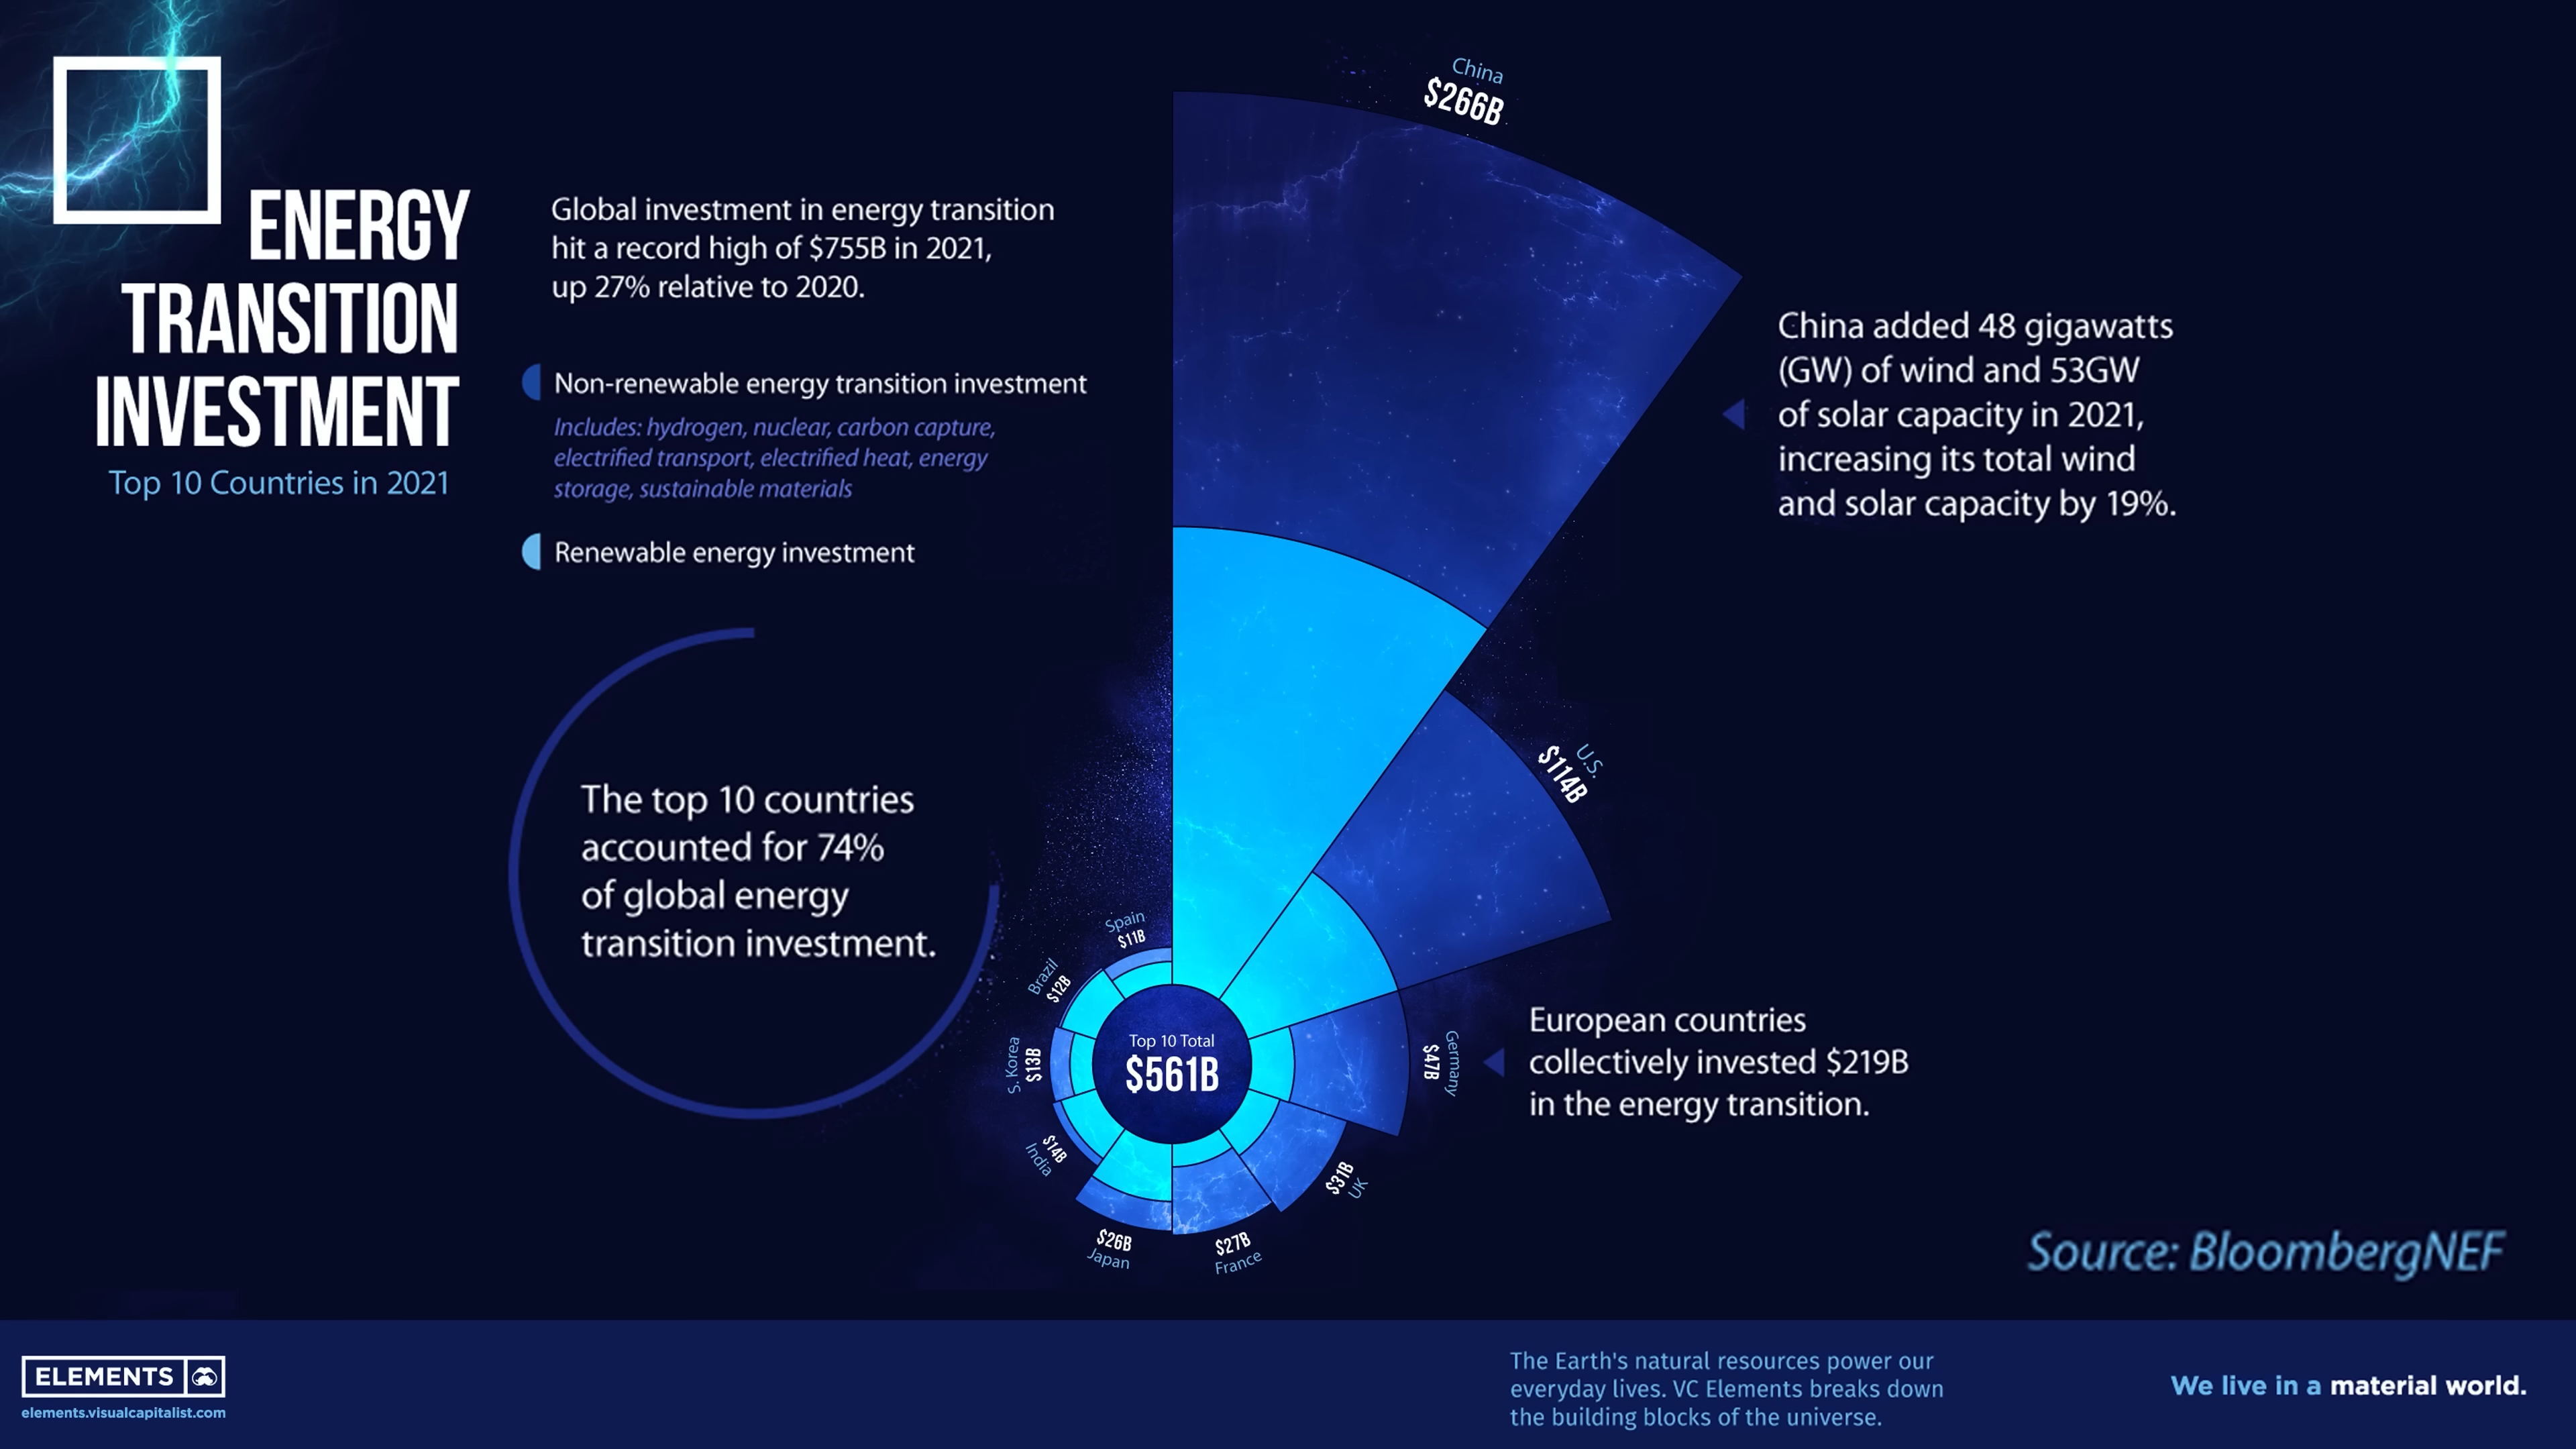 ENERGY
TRANSITION
INVESTMENT
Top 10 Countries in 2021
Global investment in energy transition
hit a record high of $755B in 2021,
up 27% relative to 2020.
Non-renewable energy transition investment
Includes: hydrogen, nuclear, carbon capture,
electrified transport, electrified heat, energy
storage, sustainable materials
Renewable energy investment
The top 10 countries
accounted for 74%
of global energy
transition investment.
China
$266B
China added 48 gigawatts
(GW) of wind and 53GW
of solar capacity in 2021,
increasing its total wind
and solar capacity by 19%.
U.S.
$114B
Germany
$47B
European countries
collectively invested $219B
in the energy transition.
$31B
UK
$27B
France
$26B
Japan
$14B
India
S. Korea
$13B
Brazil
$12B
Spain
$11B
Top 10 Total
$561B
Source: BloombergNEF
ELEMENTS
elements.visualcapitalist.com
The Earth's natural resources power our
everyday lives. VC Elements breaks down
the building blocks of the universe.
We live in a material world.